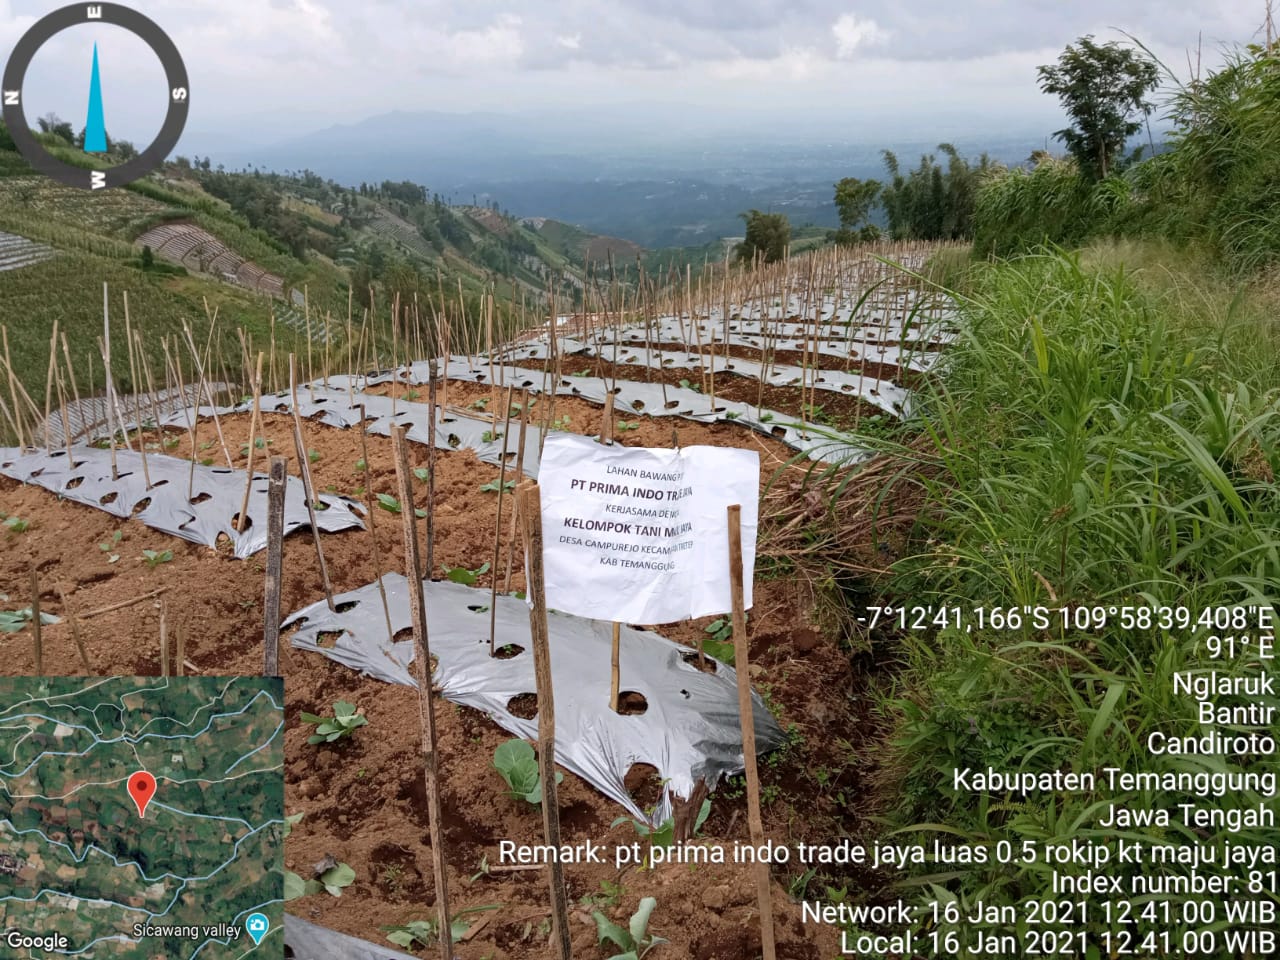 E
N
S
W
LAHAN BAWANG
PT PRIMA INDO
KERJASAMA
KELOMPOK TANI JAYA
DESA CAMPUREJO
KAB TEMANGGUNG
-7°12'41,166"S 109°58'39,408"E
91° E
Nglaruk
Bantir
Candiroto
Kabupaten Temanggung
Jawa Tengah
Remark: pt prima indo trade jaya luas 0.5 rokip kt maju jaya
Index number: 81
Network: 16 Jan 2021 12.41.00 WIB
Local: 16 Jan 2021 12.41.00 WIB
Sicawang valley
Google